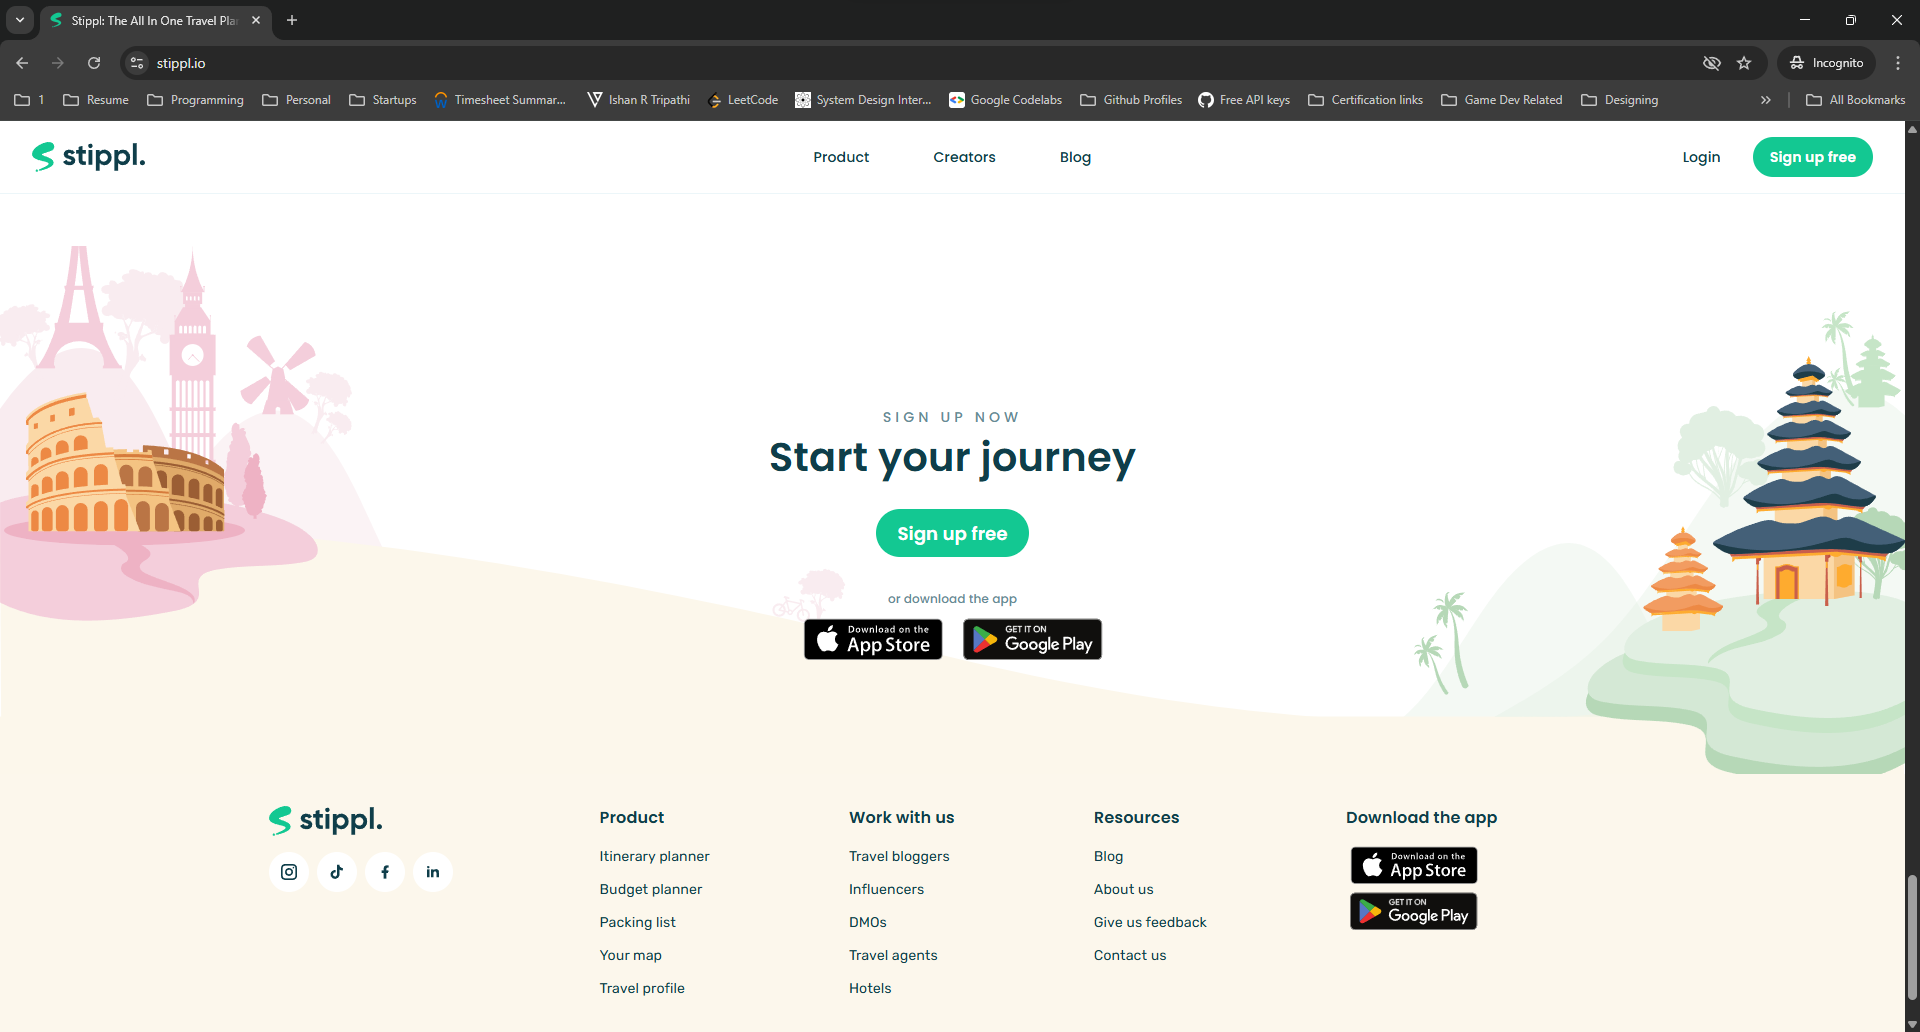 Stippl: The All In One Travel Pla
stippl.io
Incognito
1
Resume
Programming
Personal
Startups
Timesheet Summar...
Ishan R Tripathi
LeetCode
System Design Inter...
Google Codelabs
Github Profiles
Free API keys
Certification links
Game Dev Related
Designing
All Bookmarks
stippl.
Product
Creators
Blog
Login
Sign up free
SIGN UP NOW
Start your journey
Sign up free
or download the app
Download on the
App Store
GET IT ON
Google Play
stippl.
Product
Itinerary planner
Budget planner
Packing list
Your map
Travel profile
Work with us
Travel bloggers
Influencers
DMOs
Travel agents
Hotels
Resources
Blog
About us
Give us feedback
Contact us
Download the app
Download on the
App Store
GET IT ON
Google Play